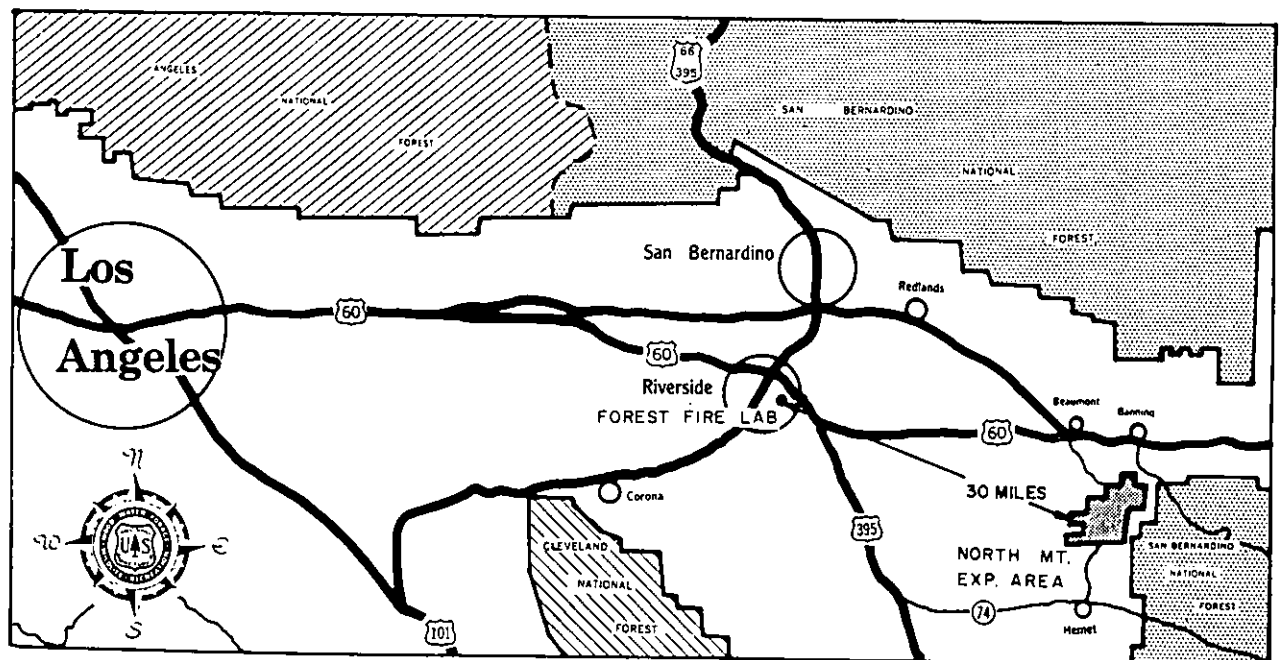 ANGELES
NATIONAL
FOREST
66
395
SAN BERNARDINO
NATIONAL
FOREST
San Bernardino
Los
Angeles
60
Redlands
60
Riverside
FOREST FIRE LAB
Beaumont
Banning
60
Corona
30 MILES
395
NORTH MT.
EXP. AREA
CLEVELAND
NATIONAL
FOREST
SAN BERNARDINO
NATIONAL
FOREST
74
Hemet
101
N
W
E
S
U S